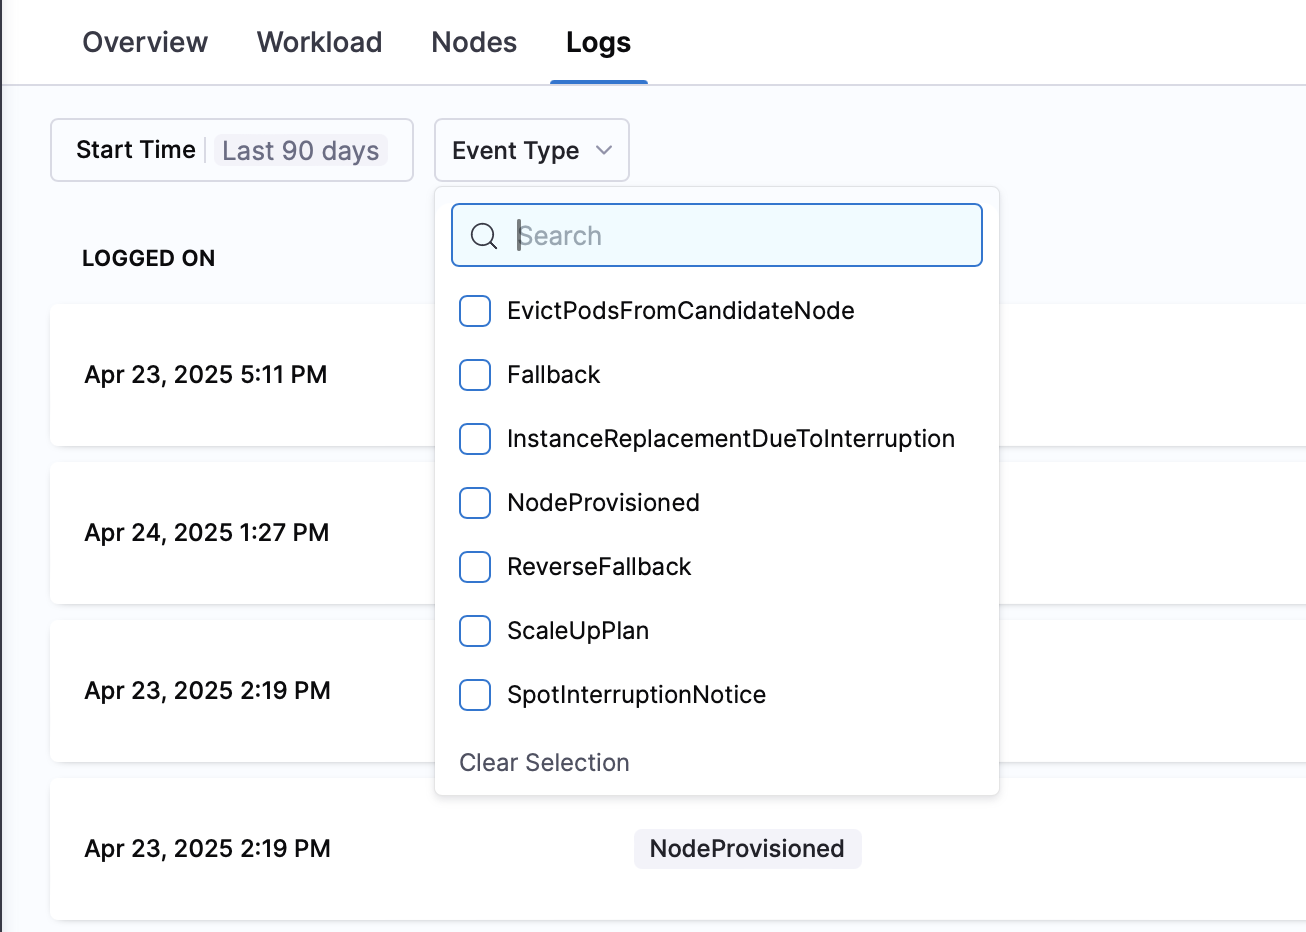 Overview Workload Nodes Logs
Start Time Last 90 days Event Type
Search
LOGGED ON
EvictPodsFromCandidateNode
Apr 23, 2025 5:11 PM
Fallback
InstanceReplacementDueToInterruption
NodeProvisioned
Apr 24, 2025 1:27 PM
ReverseFallback
ScaleUpPlan
Apr 23, 2025 2:19 PM
SpotInterruptionNotice
Clear Selection
Apr 23, 2025 2:19 PM NodeProvisioned